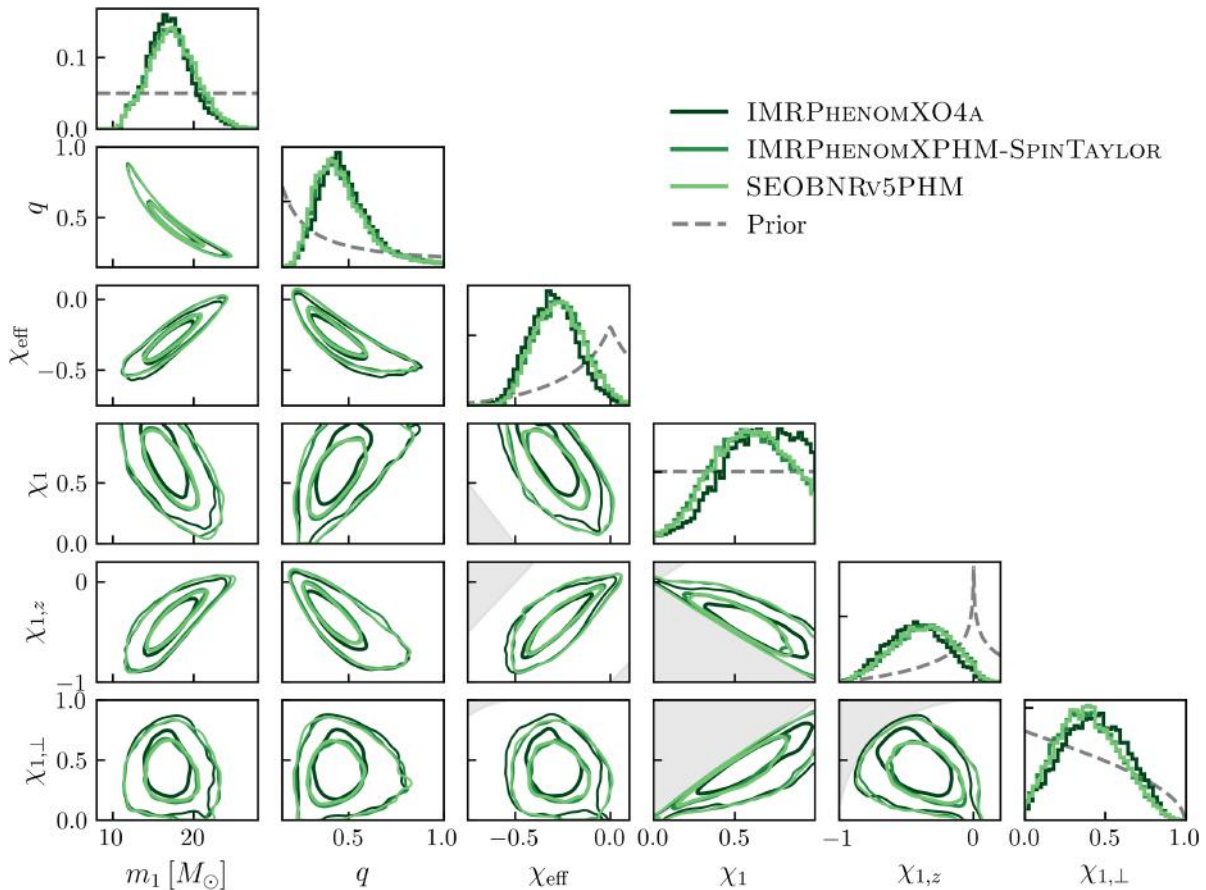 0.1
0.0
IMRPhenomXO4a
IMRPhenomXPHM-SpinTaylor
SEOBNRv5PHM
Prior
1.0
q
0.5
0.0
χeff
−0.5
χ1
0.5
0.0
0
χ1,z
−1
1.0
χ1,⊥
0.5
0.0
10 20 0.5 1.0 −0.5 0.0 0.0 0.5 −1 0 0.0 0.5 1.0
m1 [M⊙] q χeff χ1 χ1,z χ1,⊥